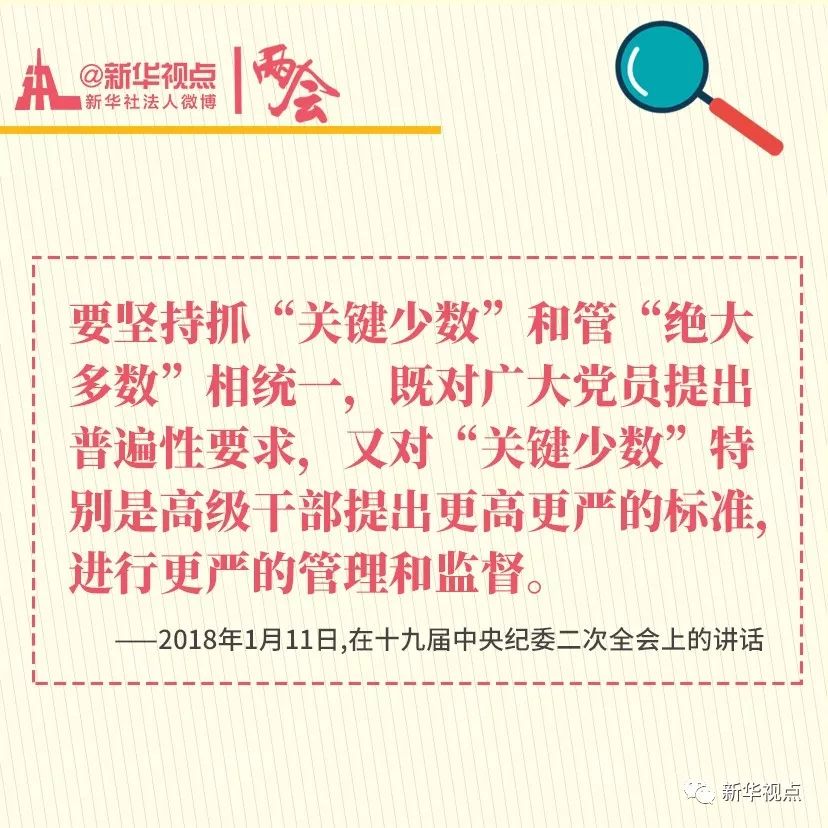 @新华视点
新华社法人微博
两会
要坚持抓“关键少数”和管“绝大
多数”相统一，既对广大党员提出
普遍性要求，又对“关键少数”特
别是高级干部提出更高更严的标准，
进行更严的管理和监督。
——2018年1月11日,在十九届中央纪委二次全会上的讲话
新华视点